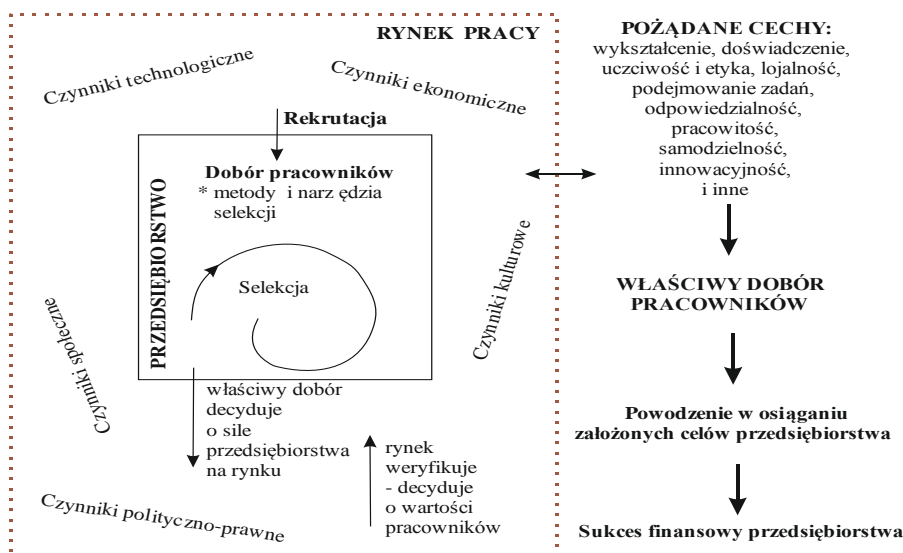 RYNEK PRACY
Czynniki technologiczne
Czynniki ekonomiczne
Rekrutacja
PRZEDSIĘBIORSTWO
Dobór pracowników
* metody i narz ędzia
selekcji
Selekcja
Czynniki kulturowe
Czynniki społeczne
właściwy dobór
decyduje
o sile
przedsiębiorstwa
na rynku
rynek
weryfikuje
- decyduje
o wartości
pracowników
Czynniki polityczno-prawne
POŻĄDANE CECHY:
wykształcenie, doświadczenie,
uczciwość i etyka, lojalność,
podejmowanie zadań,
odpowiedzialność,
pracowitość,
samodzielność,
innowacyjność,
i inne
WŁAŚCIWY DOBÓR
PRACOWNIKÓW
Powodzenie w osiąganiu
założonych celów przedsiębiorstwa
Sukces finansowy przedsiębiorstwa